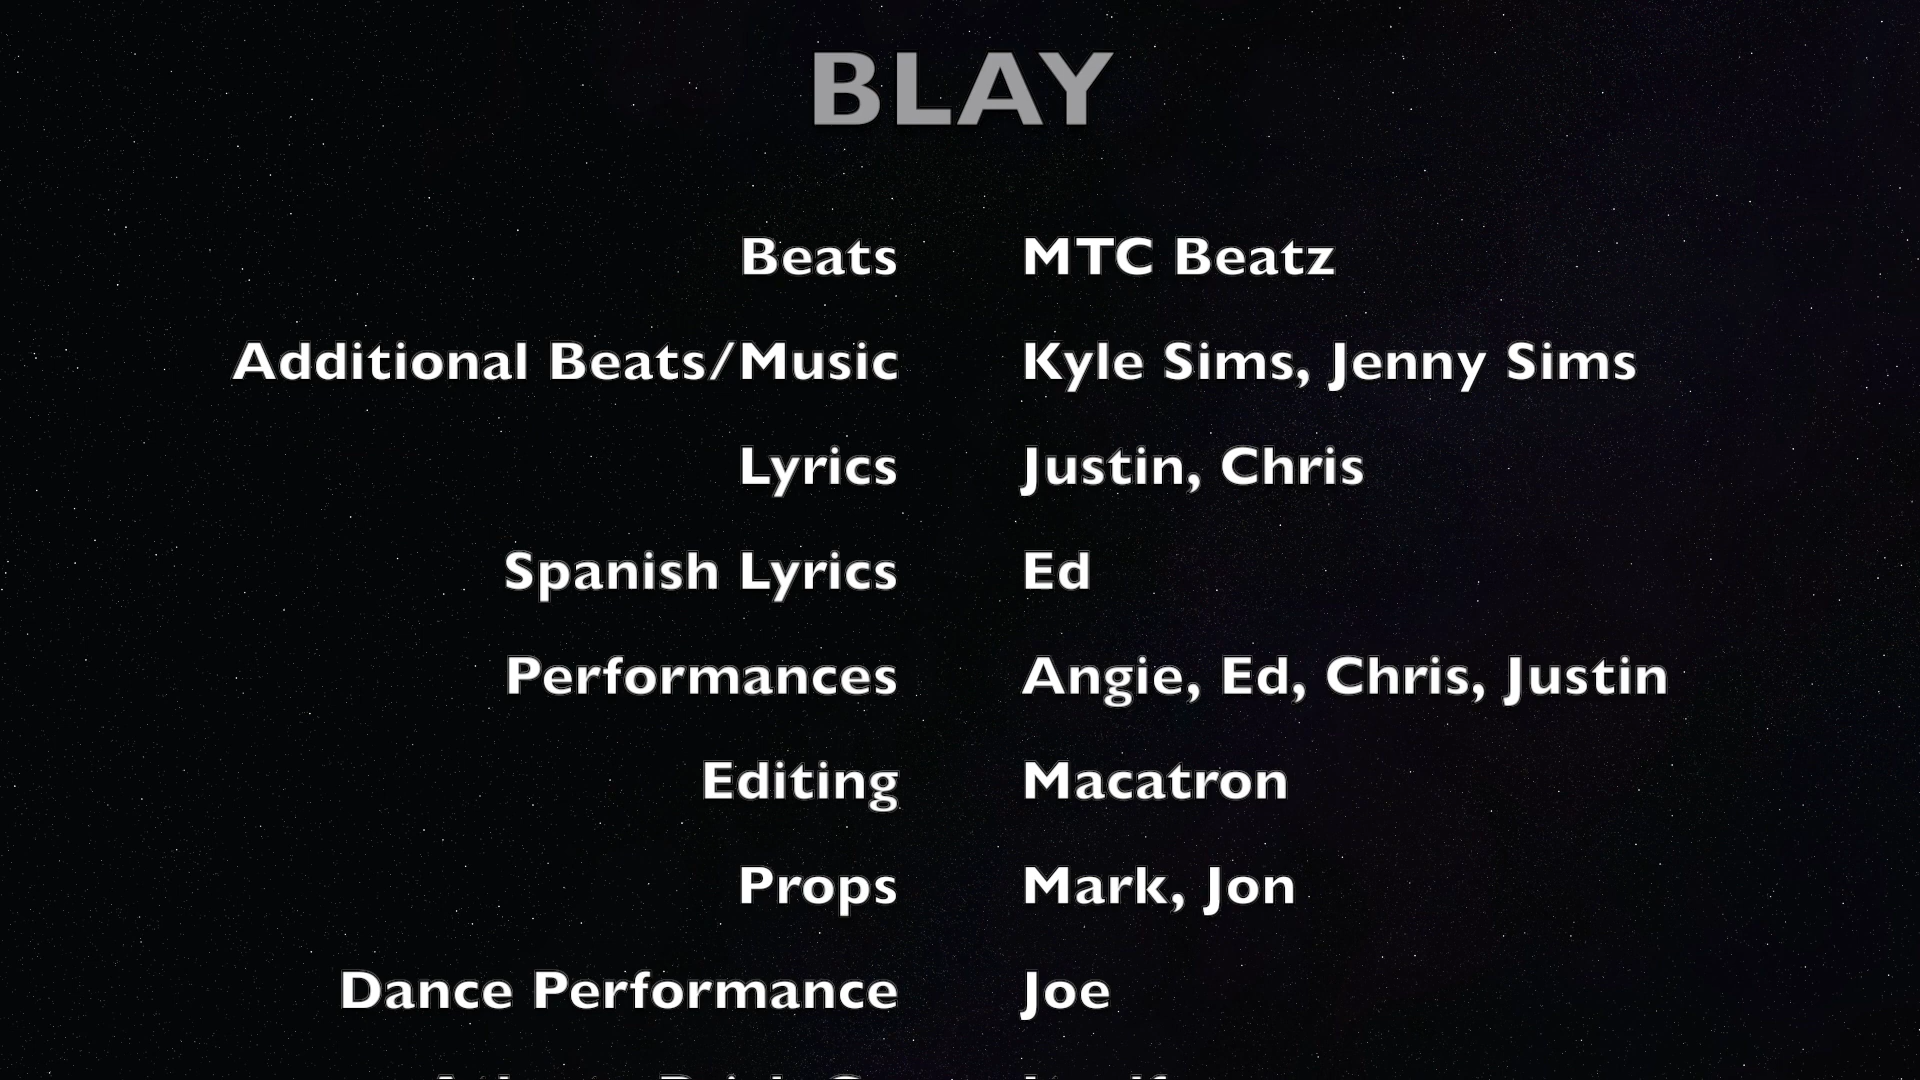 BLAY
Beats MTC Beatz
Additional Beats/Music Kyle Sims, Jenny Sims
Lyrics Justin, Chris
Spanish Lyrics Ed
Performances Angie, Ed, Chris, Justin
Editing Macatron
Props Mark, Jon
Dance Performance Joe